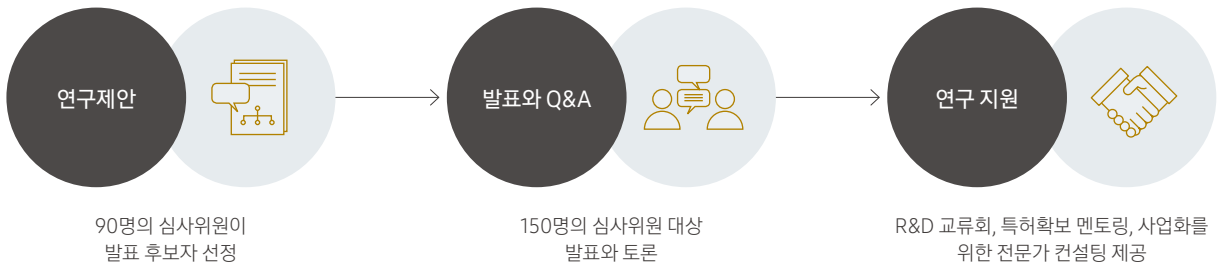 연구제안
90명의 심사위원이
발표 후보자 선정
발표와 Q&A
150명의 심사위원 대상
발표와 토론
연구 지원
R&D 교류회, 특허확보 멘토링, 사업화를
위한 전문가 컨설팅 제공